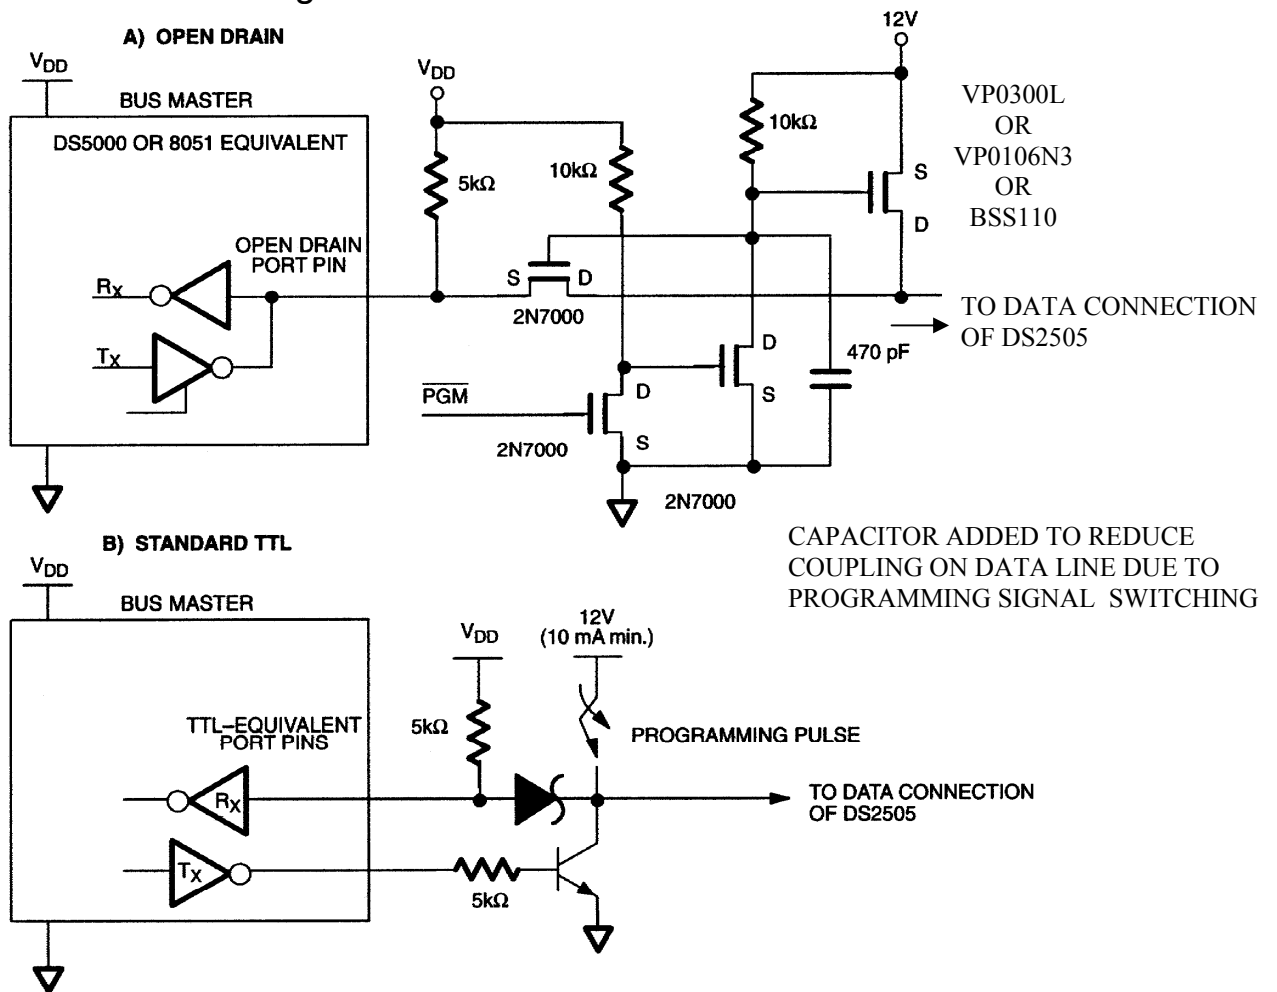 A) OPEN DRAIN
12V
VDD
VDD
BUS MASTER
DS5000 OR 8051 EQUIVALENT
5kΩ
10kΩ
10kΩ
VP0300L
OR
VP0106N3
OR
BSS110
S
D
OPEN DRAIN
PORT PIN
RX
TX
S
D
2N7000
TO DATA CONNECTION
OF DS2505
D
S
470 pF
PGM
D
S
2N7000
2N7000
CAPACITOR ADDED TO REDUCE
COUPLING ON DATA LINE DUE TO
PROGRAMMING SIGNAL SWITCHING
B) STANDARD TTL
VDD
BUS MASTER
VDD
12V
(10 mA min.)
TTL-EQUIVALENT
PORT PINS
5kΩ
PROGRAMMING PULSE
RX
TX
5kΩ
TO DATA CONNECTION
OF DS2505